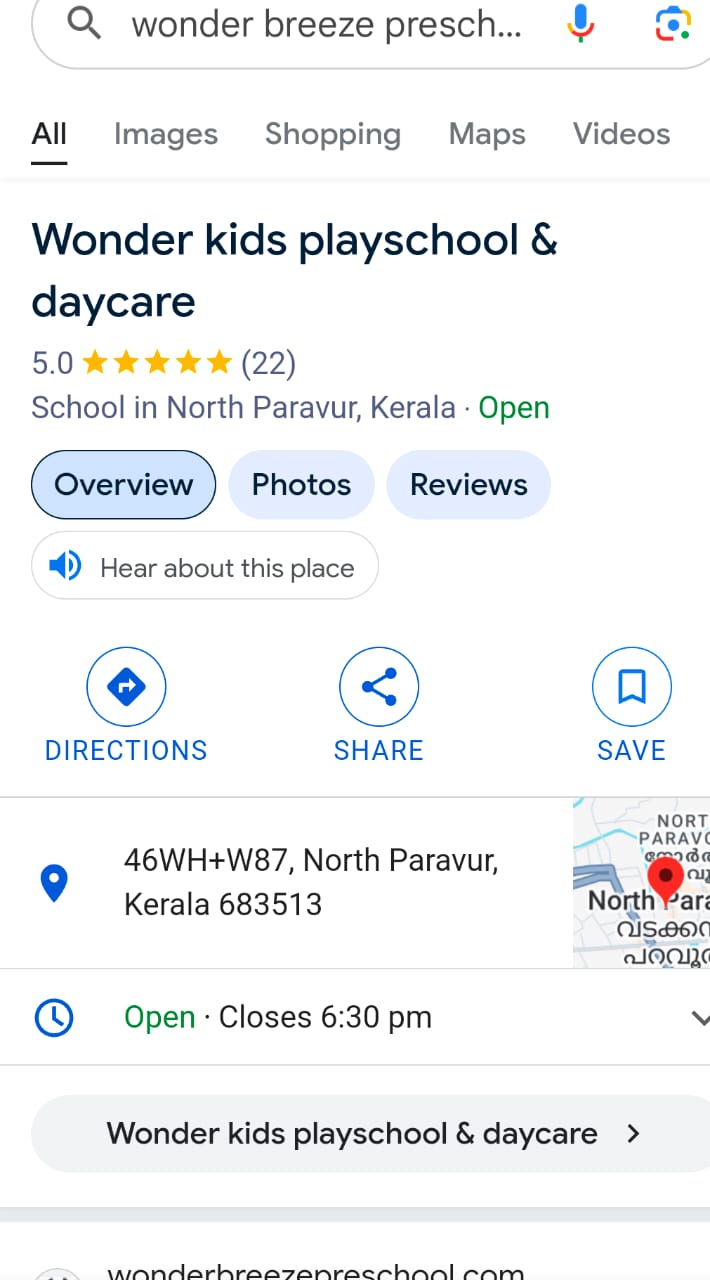 wonder breeze presch...
All Images Shopping Maps Videos
Wonder kids playschool &
daycare
5.0 (22)
School in North Paravur, Kerala · Open
Overview Photos Reviews
Hear about this place
DIRECTIONS SHARE SAVE
46WH+W87, North Paravur,
Kerala 683513
NORT
PARAVO
North Para
വടക്കന
പറവൂർ
Open · Closes 6:30 pm
Wonder kids playschool & daycare
wonderbreezepreschool.com